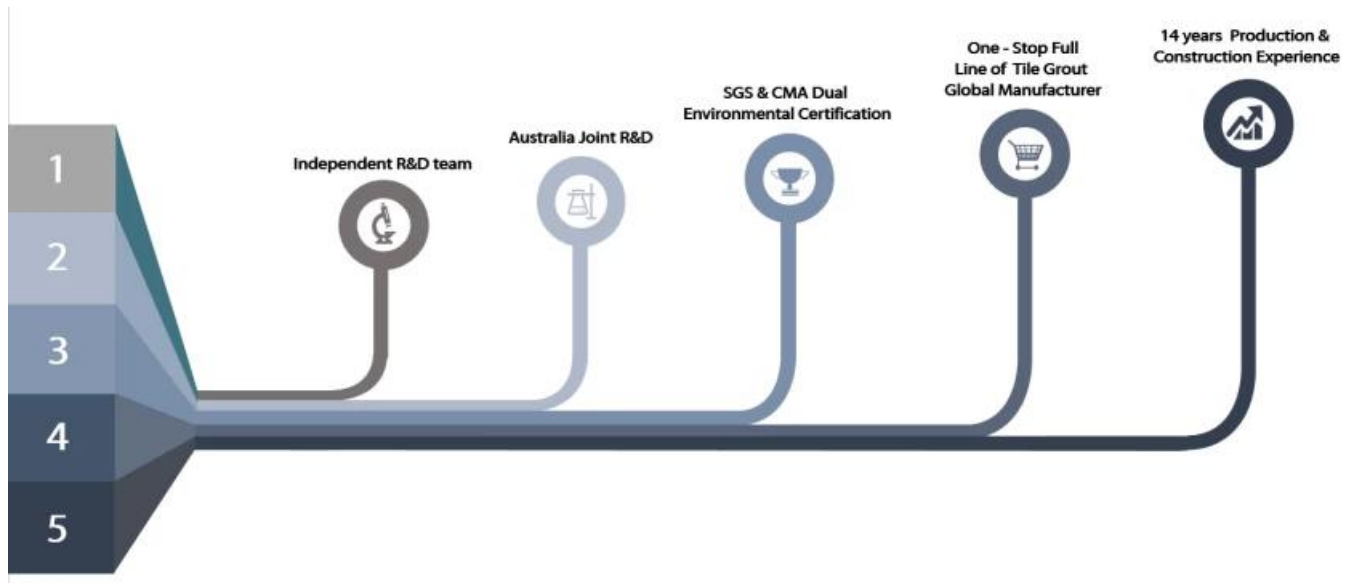 1
2
3
4
5
Independent R&D team
Australia Joint R&D
SGS & CMA Dual
Environmental Certification
One - Stop Full
Line of Tile Grout
Global Manufacturer
14 years Production &
Construction Experience